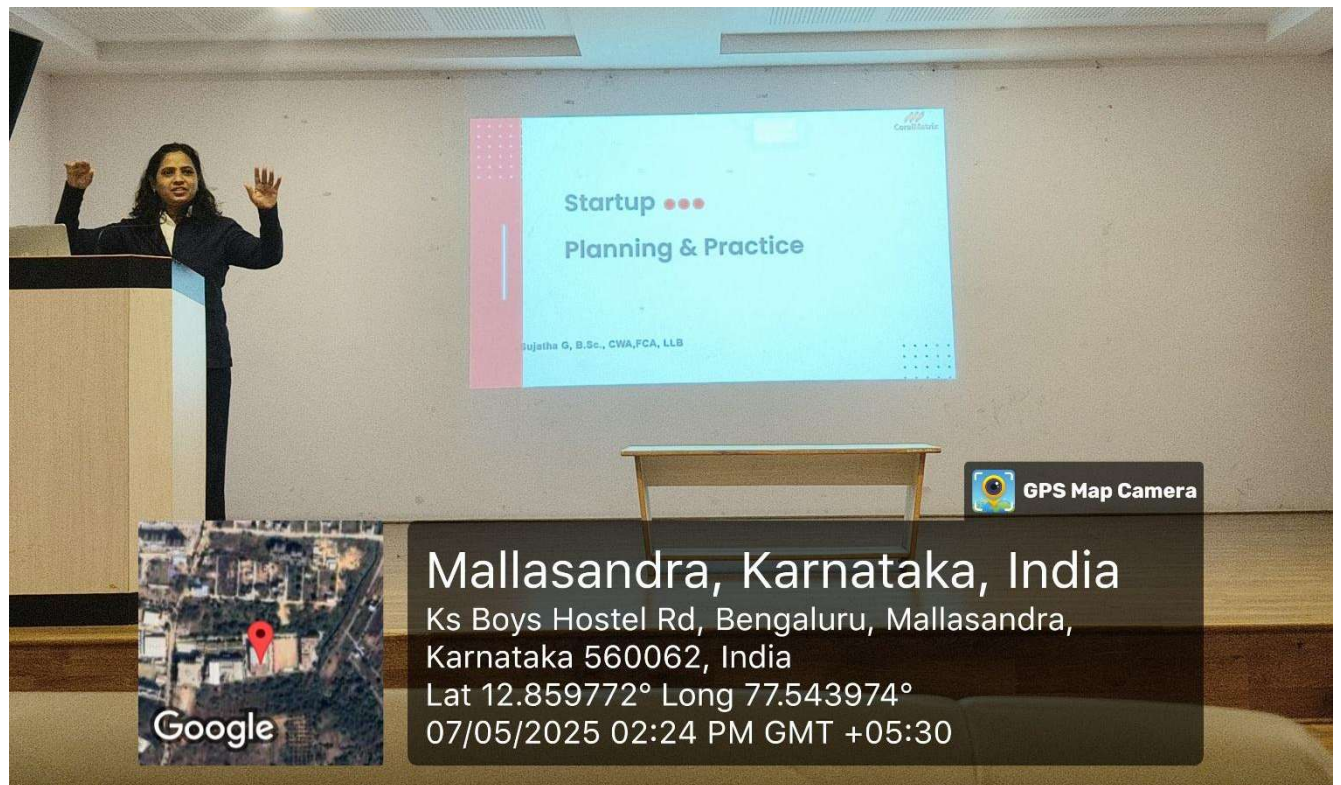 CoralMatrix
Startup
Planning & Practice
Sujatha G, B.Sc., CWA,FCA, LLB
GPS Map Camera
Mallasandra, Karnataka, India
Ks Boys Hostel Rd, Bengaluru, Mallasandra,
Karnataka 560062, India
Lat 12.859772° Long 77.543974°
07/05/2025 02:24 PM GMT +05:30
Google